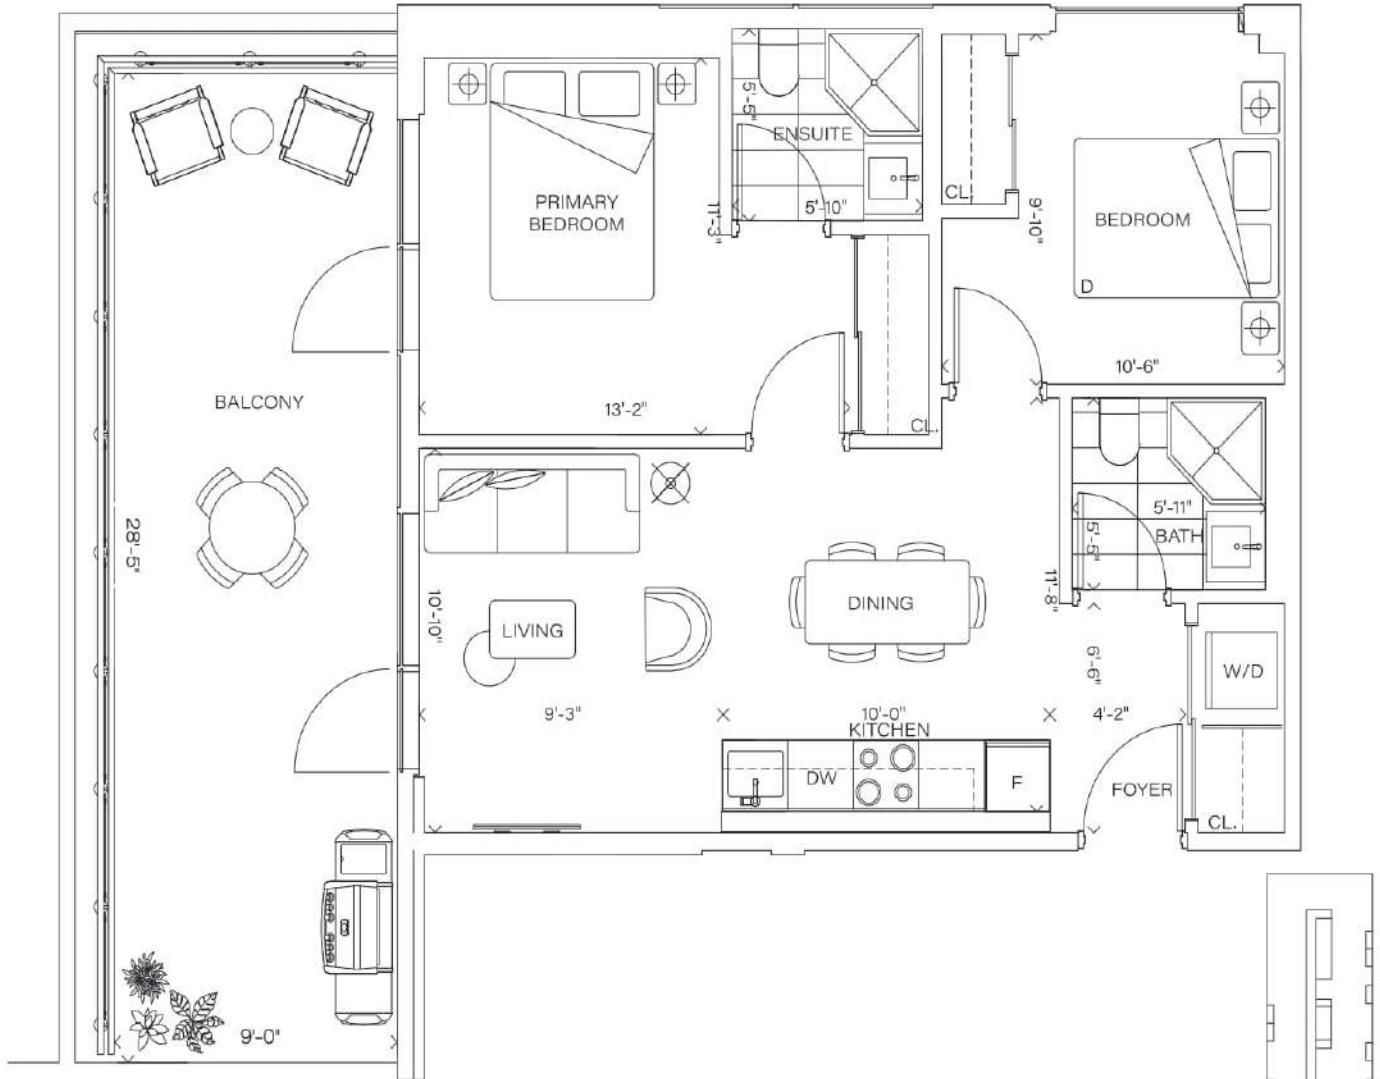 ENSUITE
5'-5"
5'-10"
PRIMARY
BEDROOM
11'-3"
13'-2"
CL.
CL.
9'-10"
BEDROOM
D
10'-6"
BALCONY
28'-5"
9'-0"
5'-11"
BATH
5'-5"
11'-8"
DINING
LIVING
10'-10"
9'-3"
10'-0"
KITCHEN
4'-2"
6'-6"
W/D
DW
F
FOYER
CL.